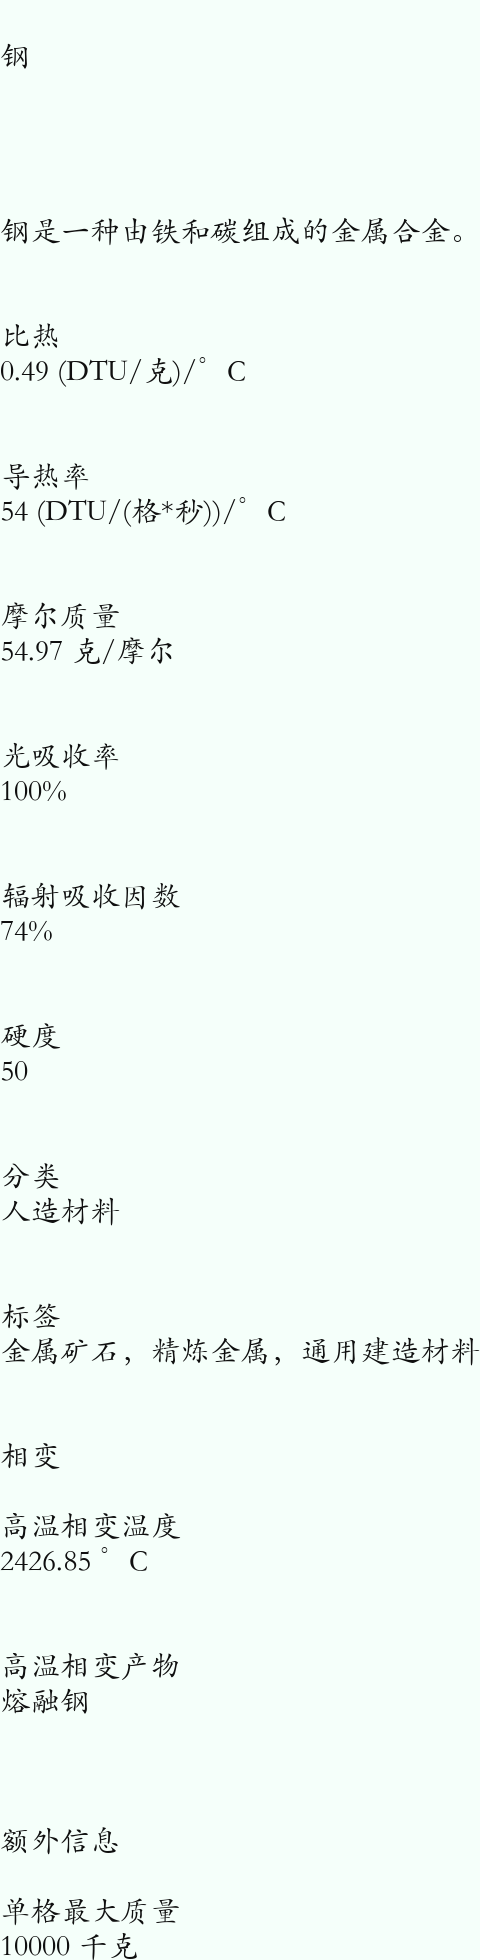 钢
钢是一种由铁和碳组成的金属合金。
比热
0.49 (DTU/克)/° C
导热率
54 (DTU/(格*秒))/° C
摩尔质量
54.97 克/摩尔
光吸收率
100%
辐射吸收因数
74%
硬度
50
分类
人造材料
标签
金属矿石，精炼金属，通用建造材料
相变
高温相变温度
2426.85 ° C
高温相变产物
熔融钢
额外信息
单格最大质量
10000 千克